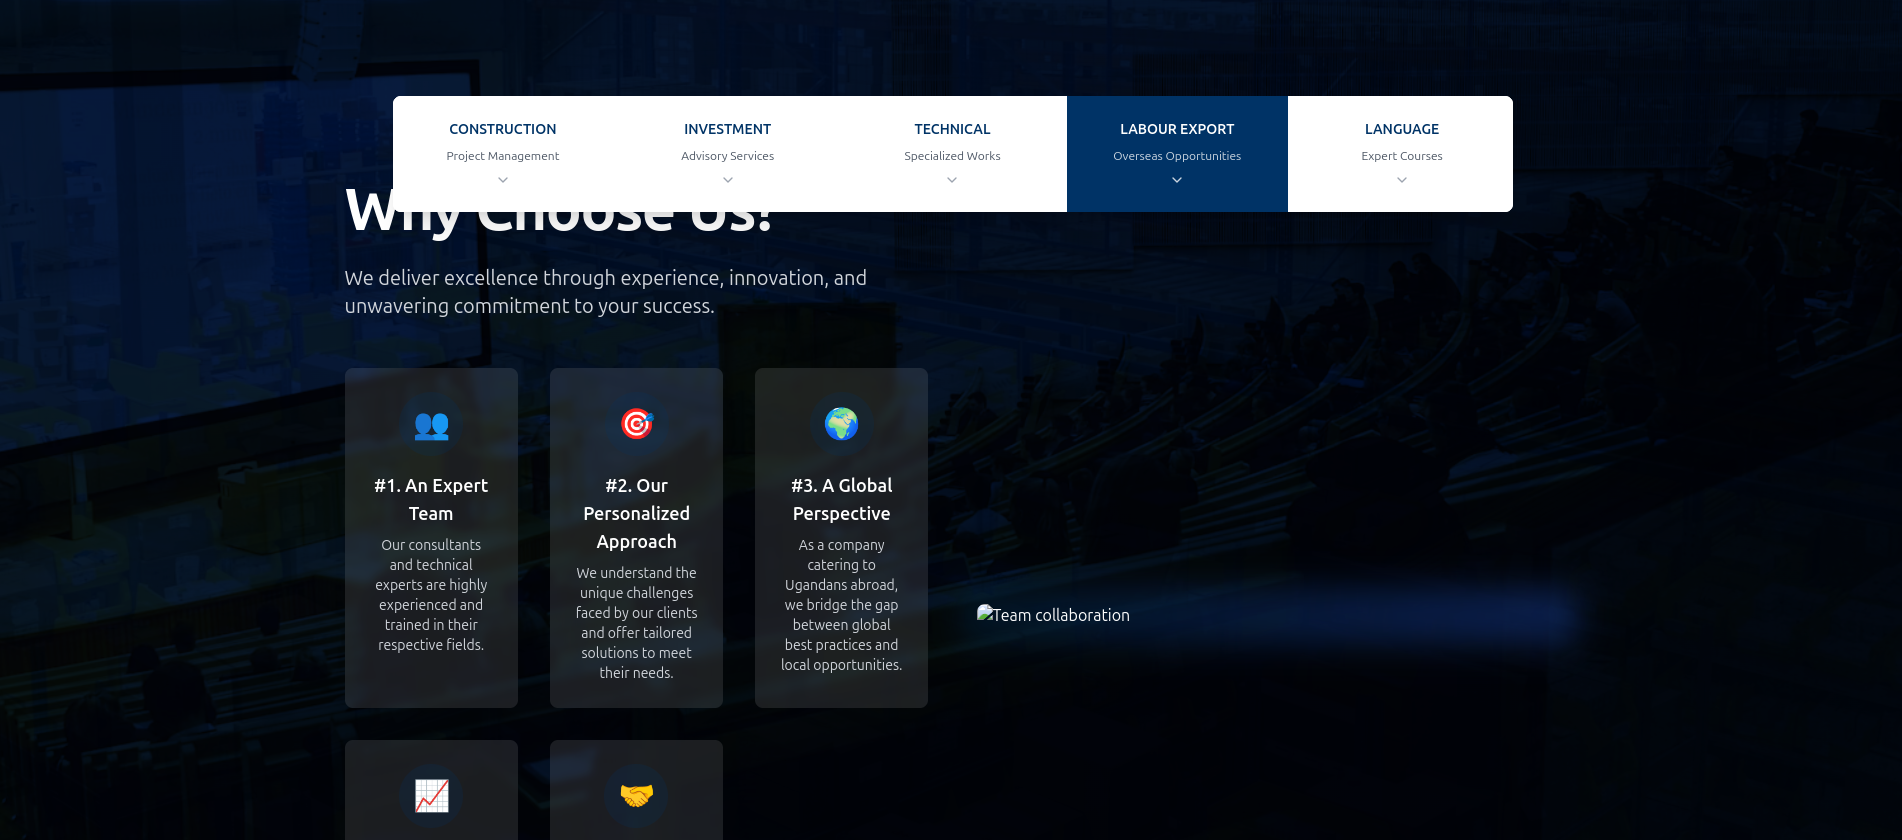 CONSTRUCTION
Project Management
INVESTMENT
Advisory Services
TECHNICAL
Specialized Works
LABOUR EXPORT
Overseas Opportunities
LANGUAGE
Expert Courses
Why Choose Us?
We deliver excellence through experience, innovation, and
unwavering commitment to your success.
#1. An Expert
Team
Our consultants
and technical
experts are highly
experienced and
trained in their
respective fields.
#2. Our
Personalized
Approach
We understand the
unique challenges
faced by our clients
and offer tailored
solutions to meet
their needs.
#3. A Global
Perspective
As a company
catering to
Ugandans abroad,
we bridge the gap
between global
best practices and
local opportunities.
Team collaboration